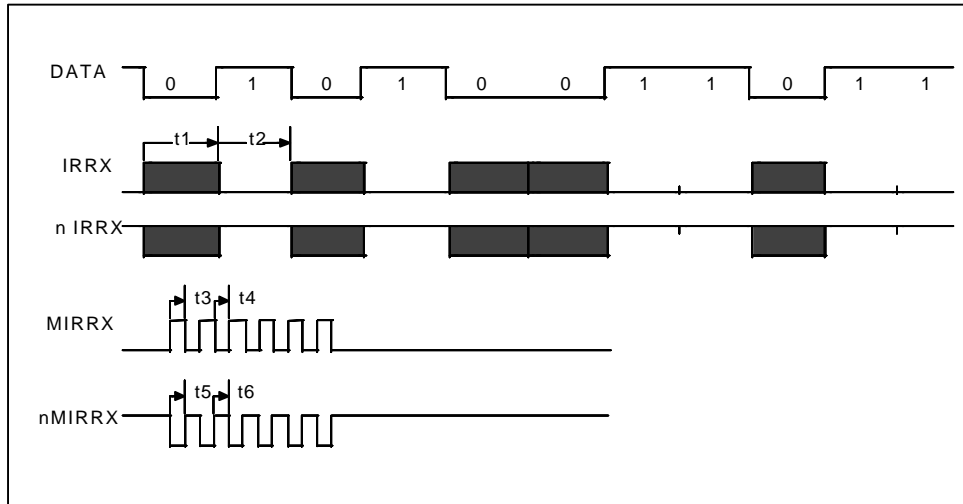 DATA
0 1 0 1 0 0 1 1 0 1 1
t1 t2
IRRX
n IRRX
t3 t4
MIRRX
t5 t6
nMIRRX